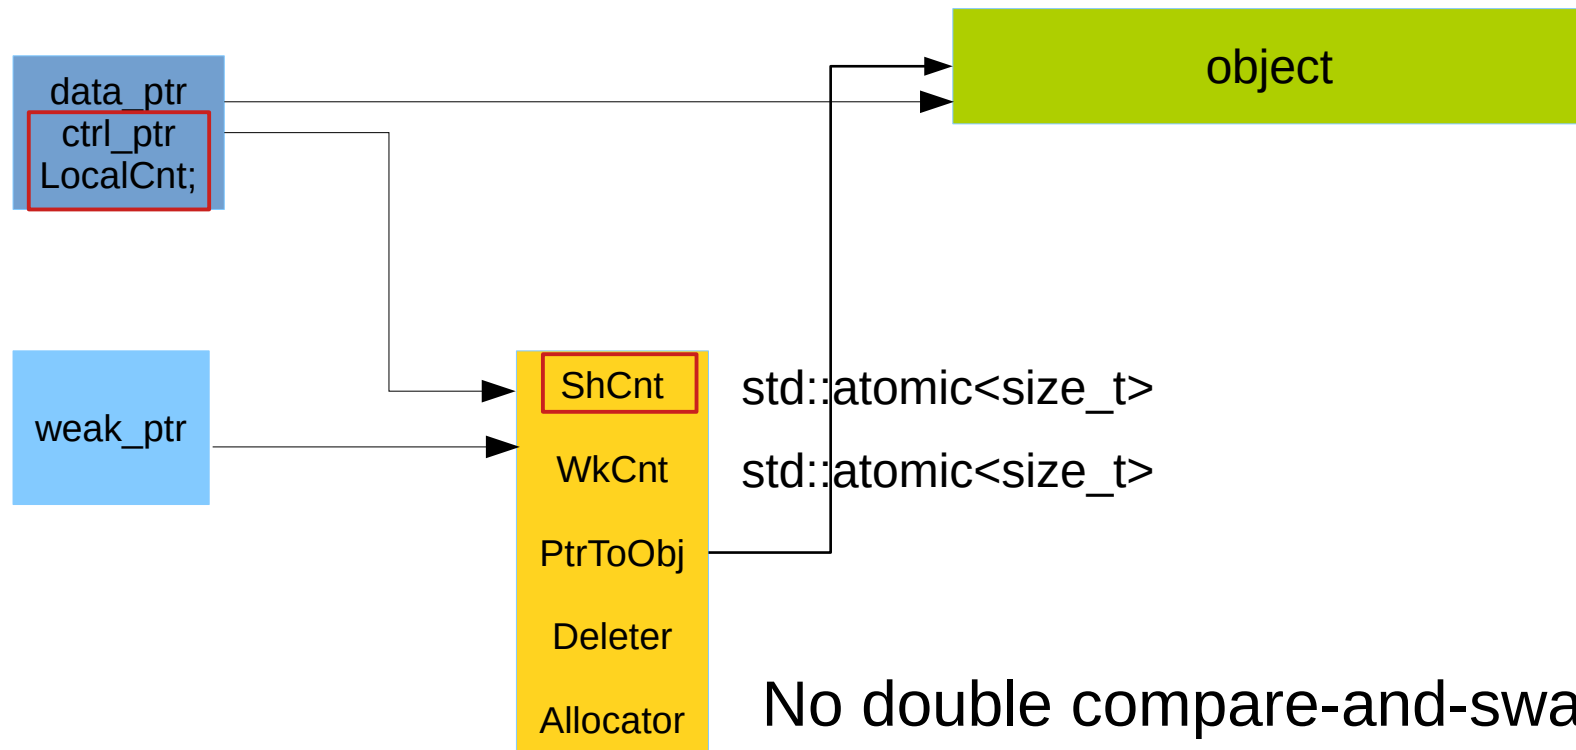 object
data_ptr
ctrl_ptr
LocalCnt;
weak_ptr
ShCnt
std::atomic<size_t>
WkCnt
std::atomic<size_t>
PtrToObj
Deleter
Allocator
No double compare-and-swa